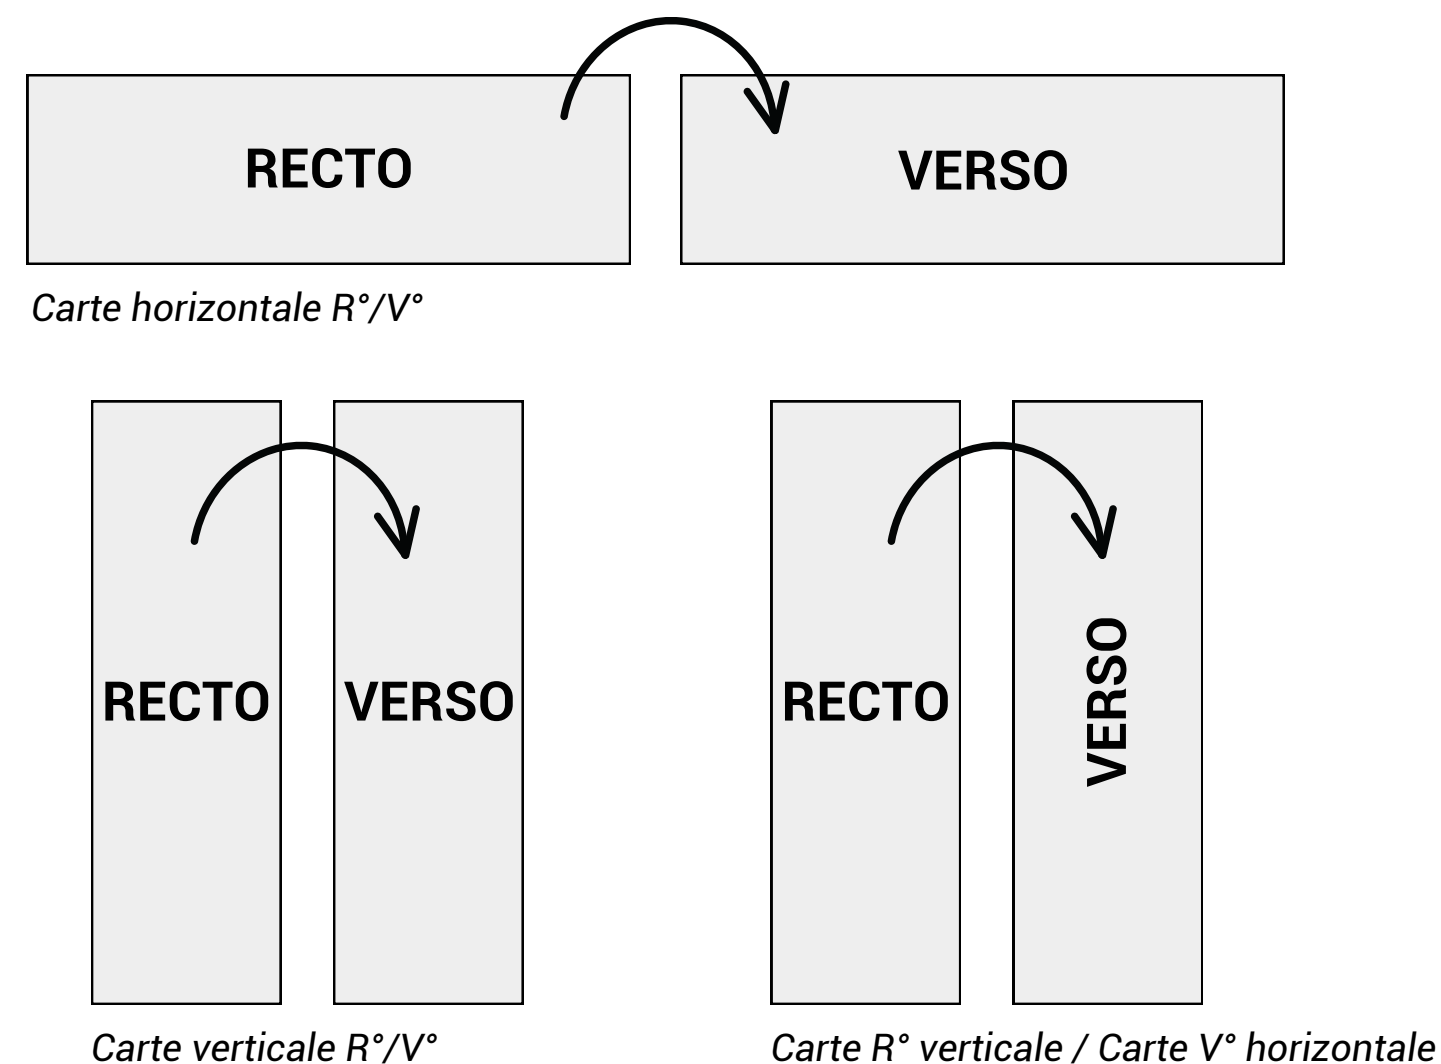 RECTO
VERSO
Carte horizontale R°/V°
RECTO
VERSO
RECTO
VERSO
Carte verticale R°/V°
Carte R° verticale / Carte V° horizontale